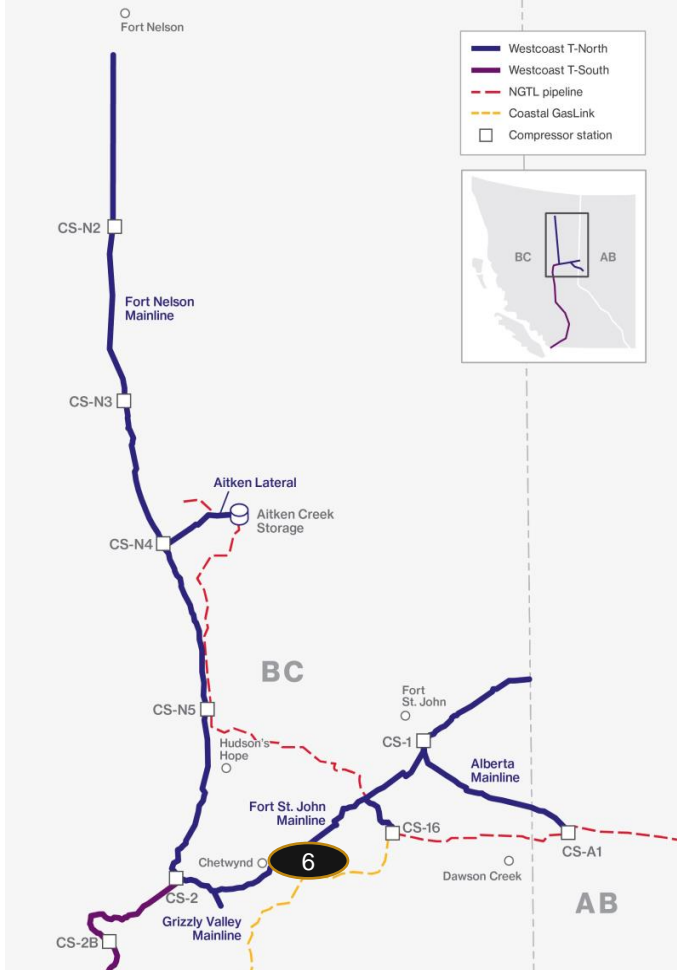 Fort Nelson
Westcoast T-North
Westcoast T-South
NGTL pipeline
Coastal GasLink
Compressor station
BC
AB
CS-N2
Fort Nelson
Mainline
CS-N3
Aitken Lateral
Aitken Creek
Storage
CS-N4
BC
CS-N5
Fort
St. John
CS-1
Hudson's
Hope
Alberta
Mainline
Fort St. John
Mainline
CS-16
CS-A1
Chetwynd
6
Dawson Creek
CS-2
AB
Grizzly Valley
Mainline
CS-2B